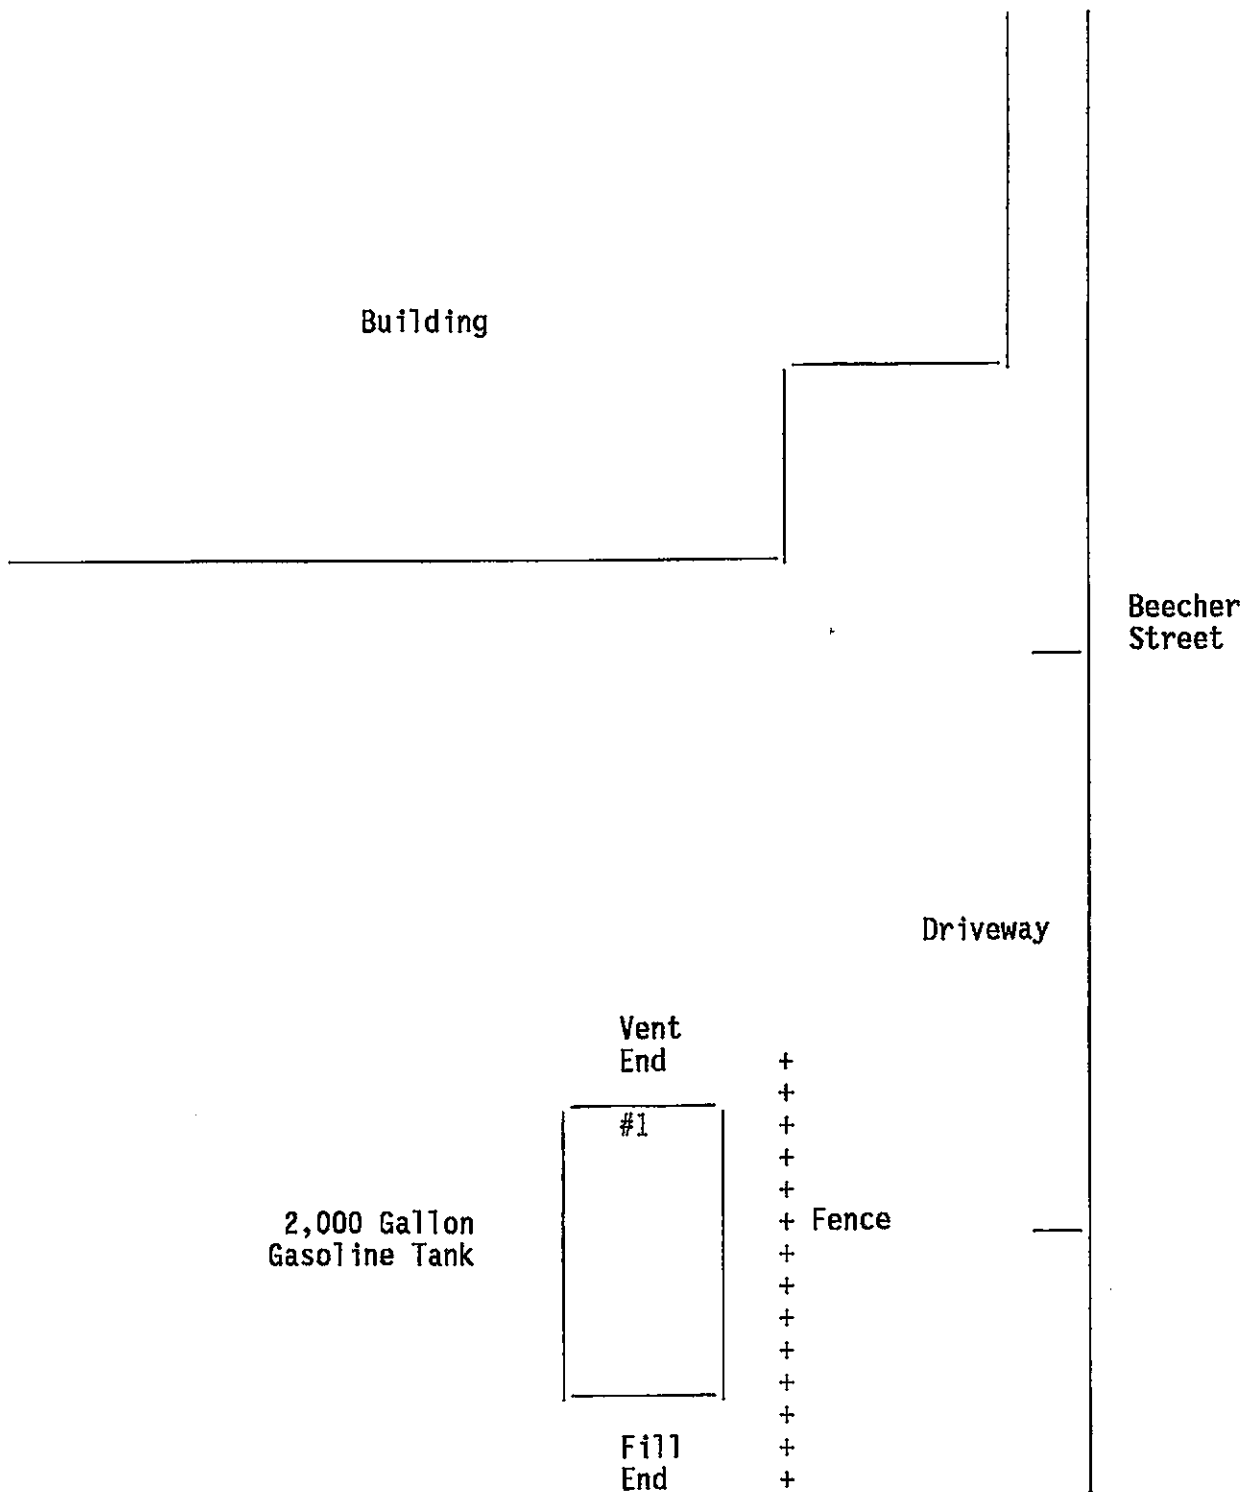 Building
Beecher
Street
Driveway
Vent
End
#1
2,000 Gallon
Gasoline Tank
Fence
Fill
End